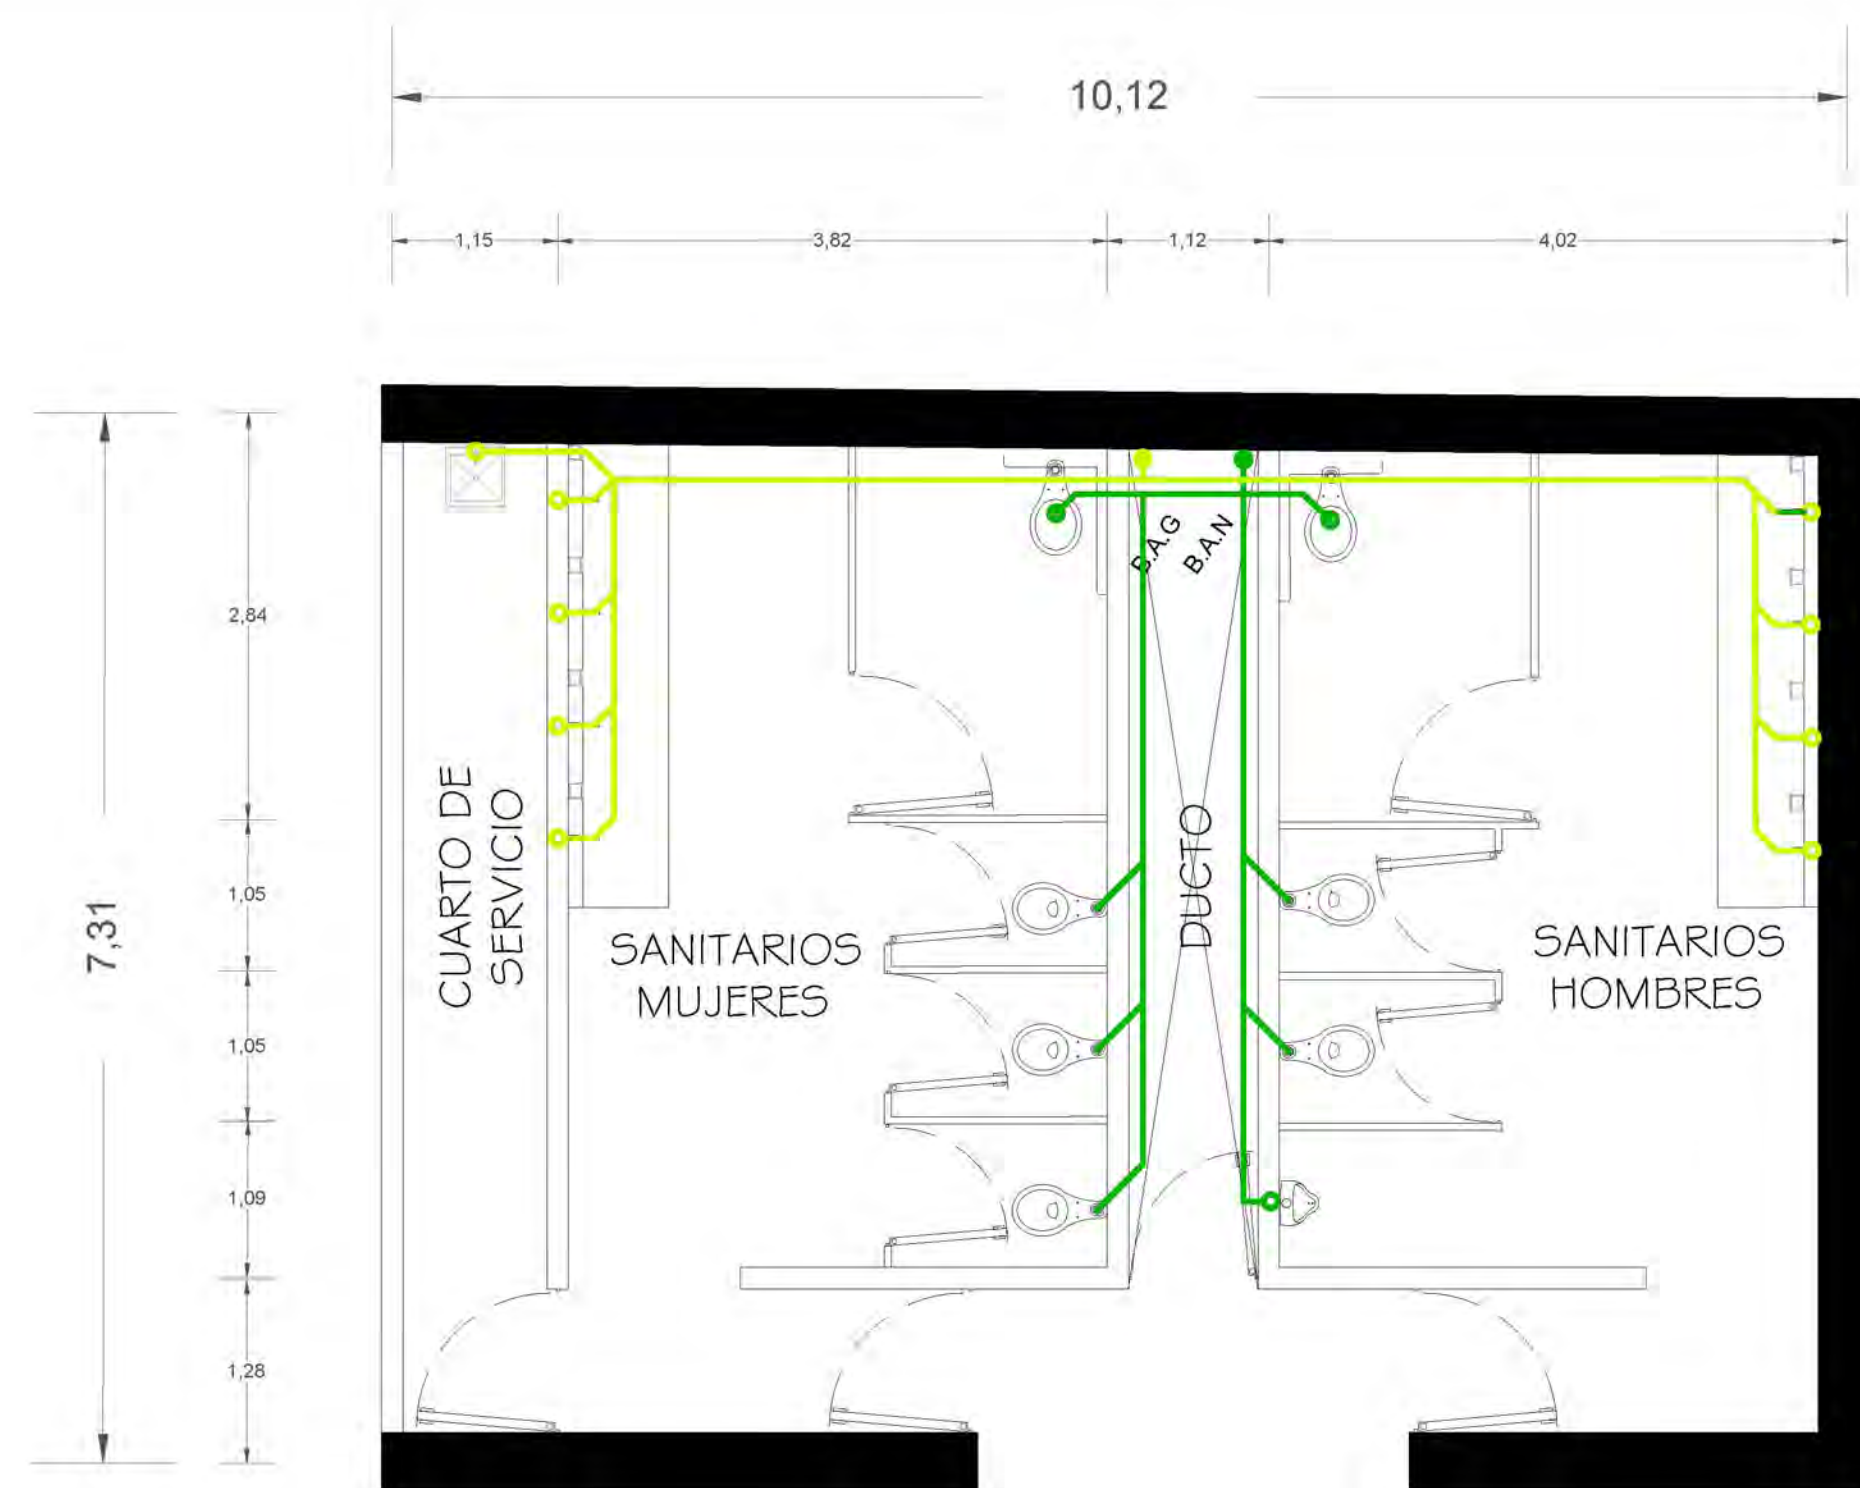 10,12
1,15
3,82
1,12
4,02
7,31
2,84
1,05
1,05
1,09
1,28
B.A.G
B.A.N
CUARTO DE
SERVICIO
DUCTO
SANITARIOS
MUJERES
SANITARIOS
HOMBRES